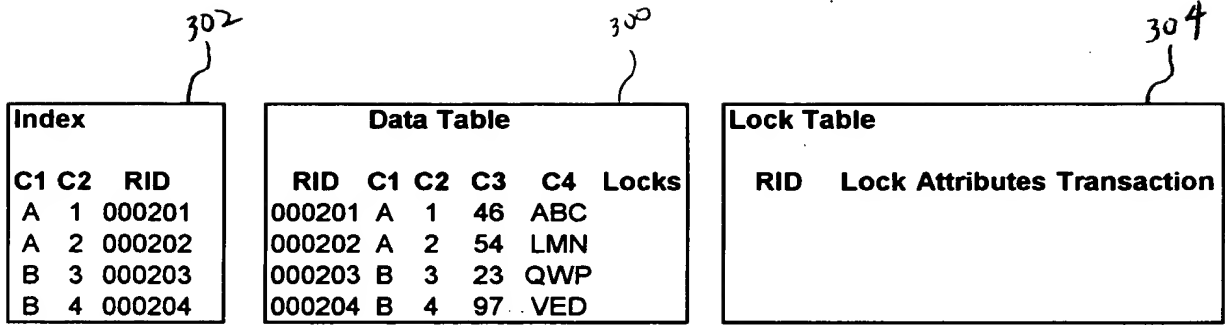 302
300
304
Index
C1 C2 RID
A 1 000201
A 2 000202
B 3 000203
B 4 000204
Data Table
RID C1 C2 C3 C4 Locks
000201 A 1 46 ABC
000202 A 2 54 LMN
000203 B 3 23 QWP
000204 B 4 97 VED
Lock Table
RID Lock Attributes Transaction